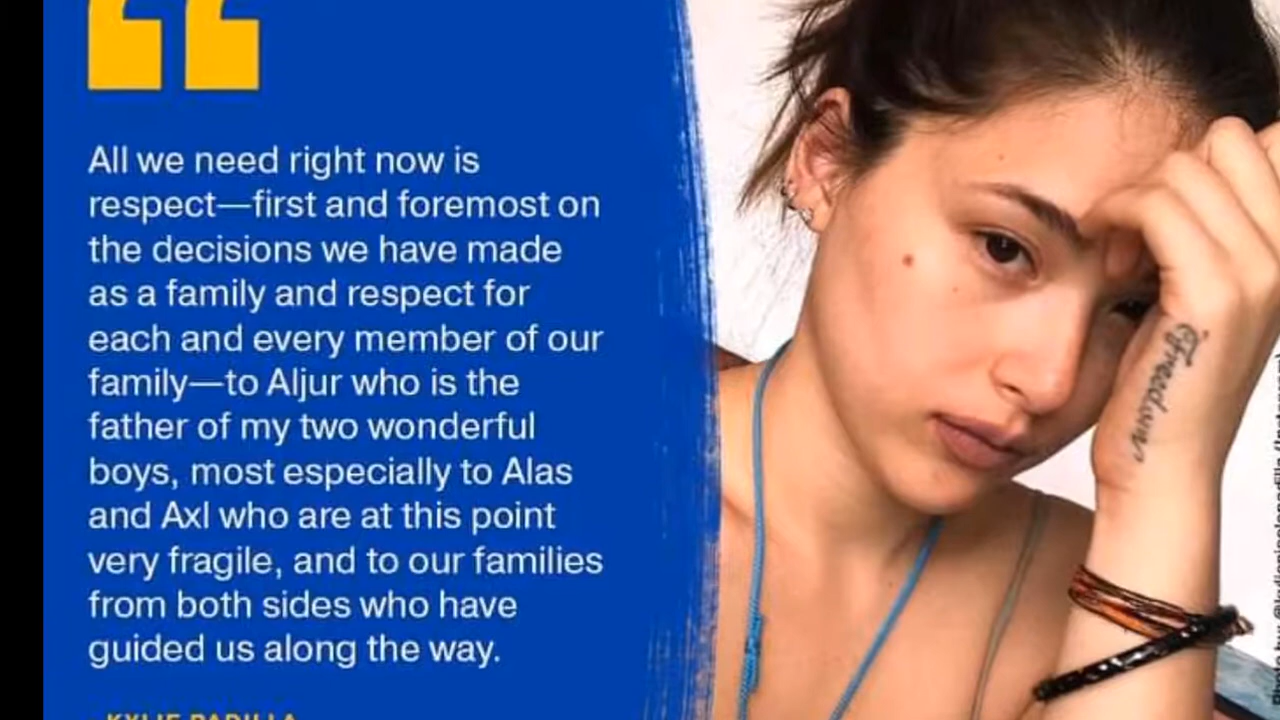 “
All we need right now is
respect—first and foremost on
the decisions we have made
as a family and respect for
each and every member of our
family—to Aljur who is the
father of my two wonderful
boys, most especially to Alas
and Axl who are at this point
very fragile, and to our families
from both sides who have
guided us along the way.
KYLIE PADILLA
Freedom